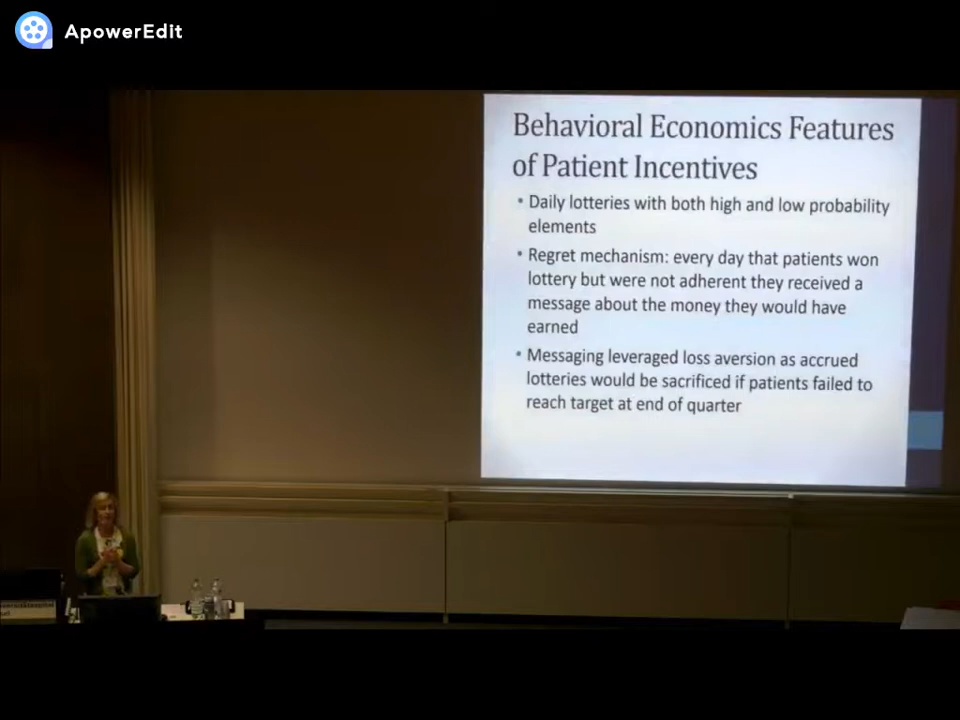 ApowerEdit
Behavioral Economics Features
of Patient Incentives
• Daily lotteries with both high and low probability
elements
• Regret mechanism: every day that patients won
lottery but were not adherent they received a
message about the money they would have
earned
• Messaging leveraged loss aversion as accrued
lotteries would be sacrificed if patients failed to
reach target at end of quarter